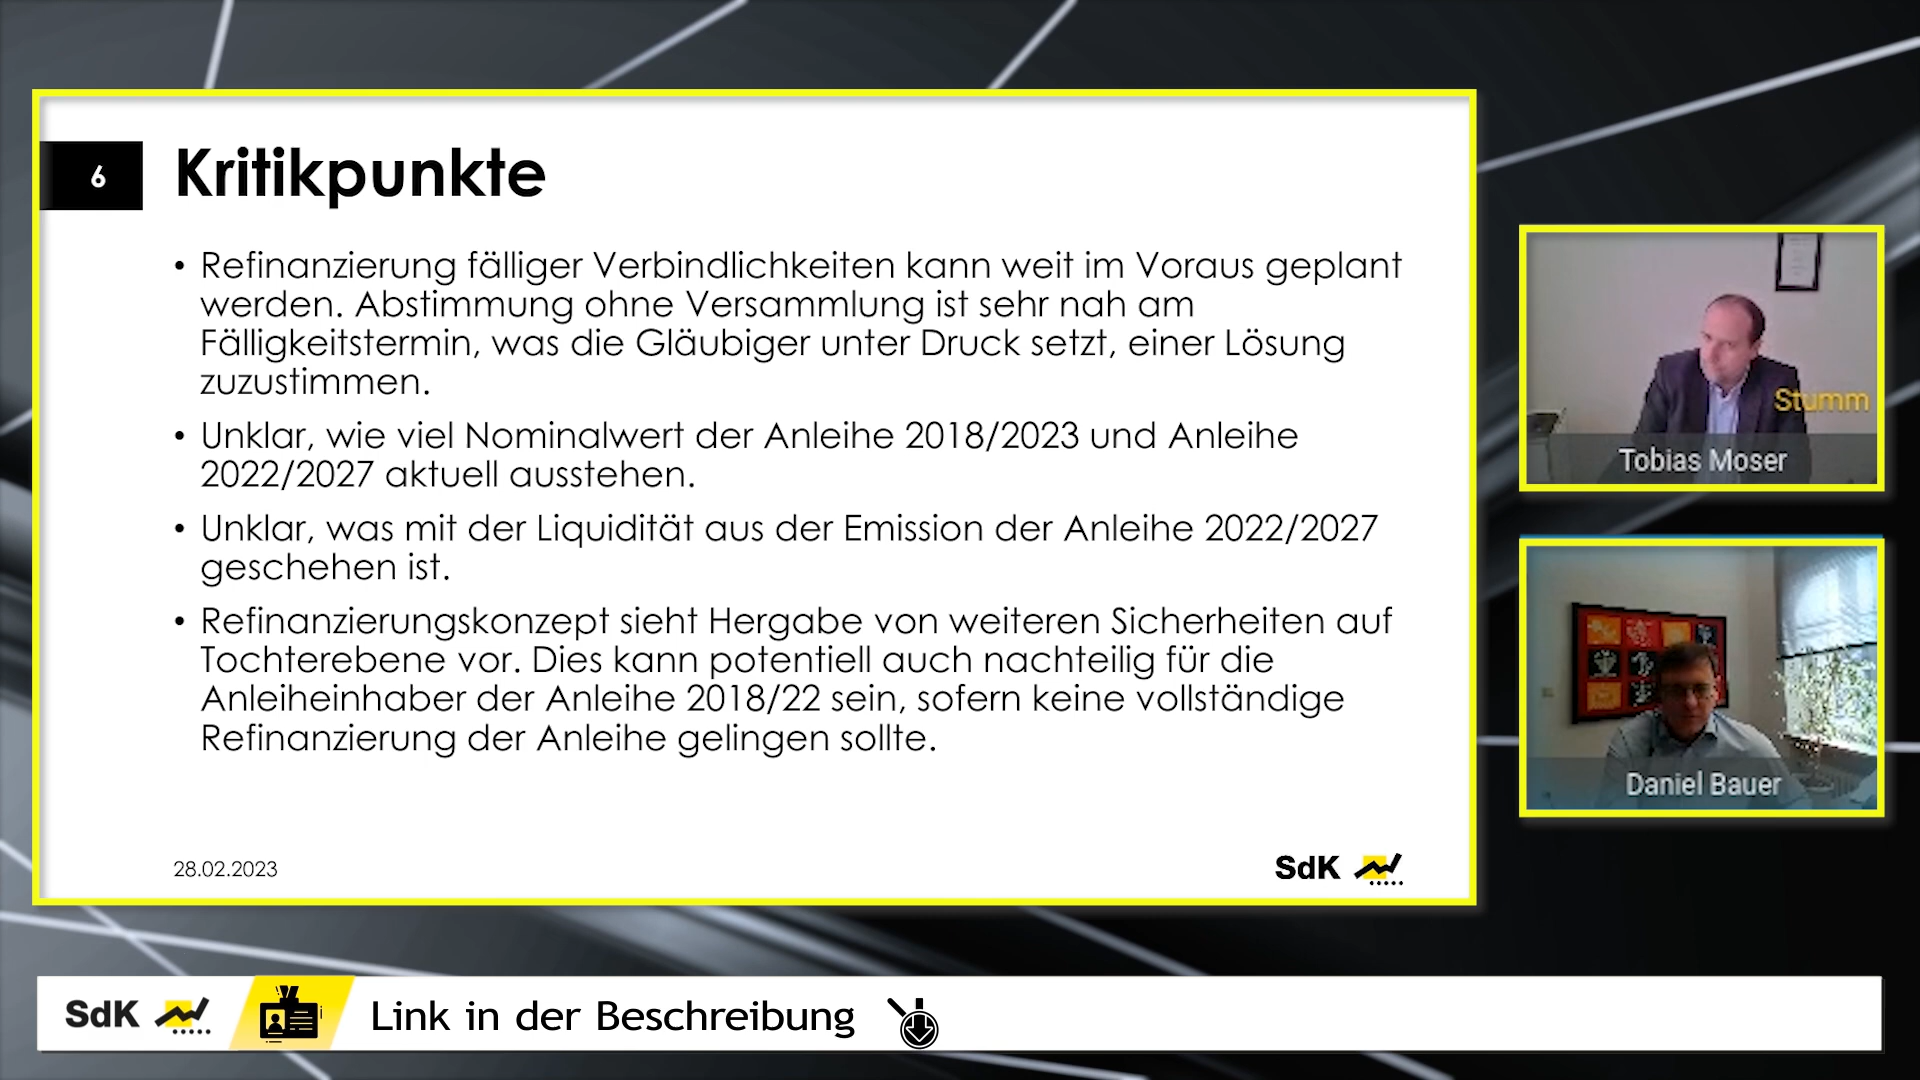 6
Kritikpunkte
• Refinanzierung fälliger Verbindlichkeiten kann weit im Voraus geplant
werden. Abstimmung ohne Versammlung ist sehr nah am
Fälligkeitstermin, was die Gläubiger unter Druck setzt, einer Lösung
zuzustimmen.
• Unklar, wie viel Nominalwert der Anleihe 2018/2023 und Anleihe
2022/2027 aktuell ausstehen.
• Unklar, was mit der Liquidität aus der Emission der Anleihe 2022/2027
geschehen ist.
• Refinanzierungskonzept sieht Hergabe von weiteren Sicherheiten auf
Tochterebene vor. Dies kann potentiell auch nachteilig für die
Anleiheinhaber der Anleihe 2018/22 sein, sofern keine vollständige
Refinanzierung der Anleihe gelingen sollte.
28.02.2023
SdK
Stumm
Tobias Moser
Daniel Bauer
SdK
Link in der Beschreibung